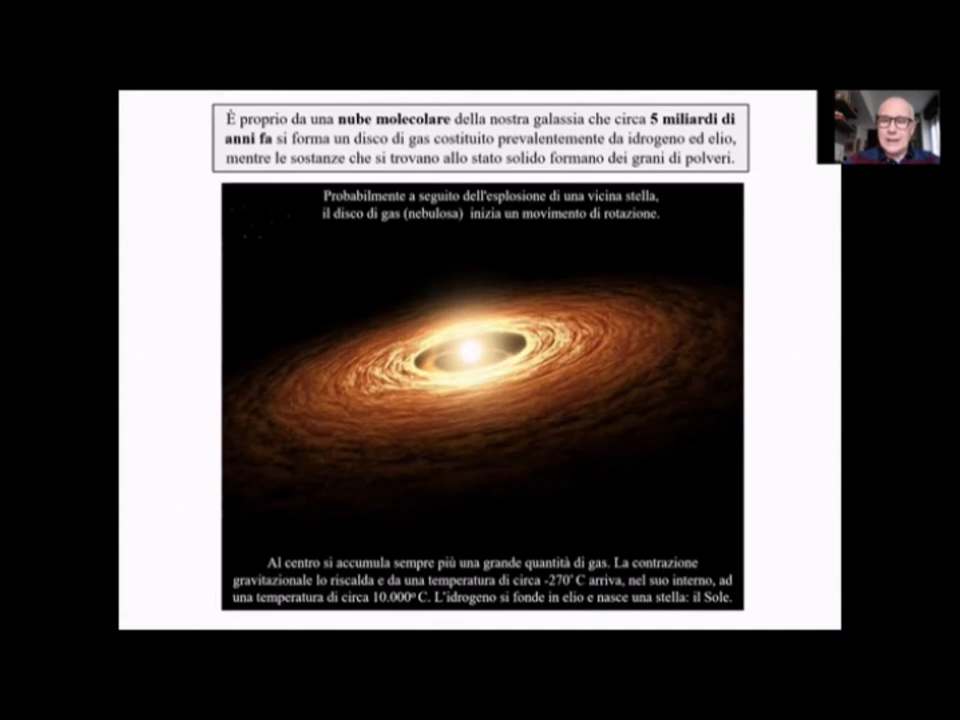 È proprio da una nube molecolare della nostra galassia che circa 5 miliardi di
anni fa si forma un disco di gas costituito prevalentemente da idrogeno ed elio,
mentre le sostanze che si trovano allo stato solido formano dei grani di polveri.
Probabilmente a seguito dell'esplosione di una vicina stella,
il disco di gas (nebulosa) inizia un movimento di rotazione.
Al centro si accumula sempre più una grande quantità di gas. La contrazione
gravitazionale lo riscalda e da una temperatura di circa -270°C arriva, nel suo interno, ad
una temperatura di circa 10.000°C. L'idrogeno si fonde in elio e nasce una stella: il Sole.